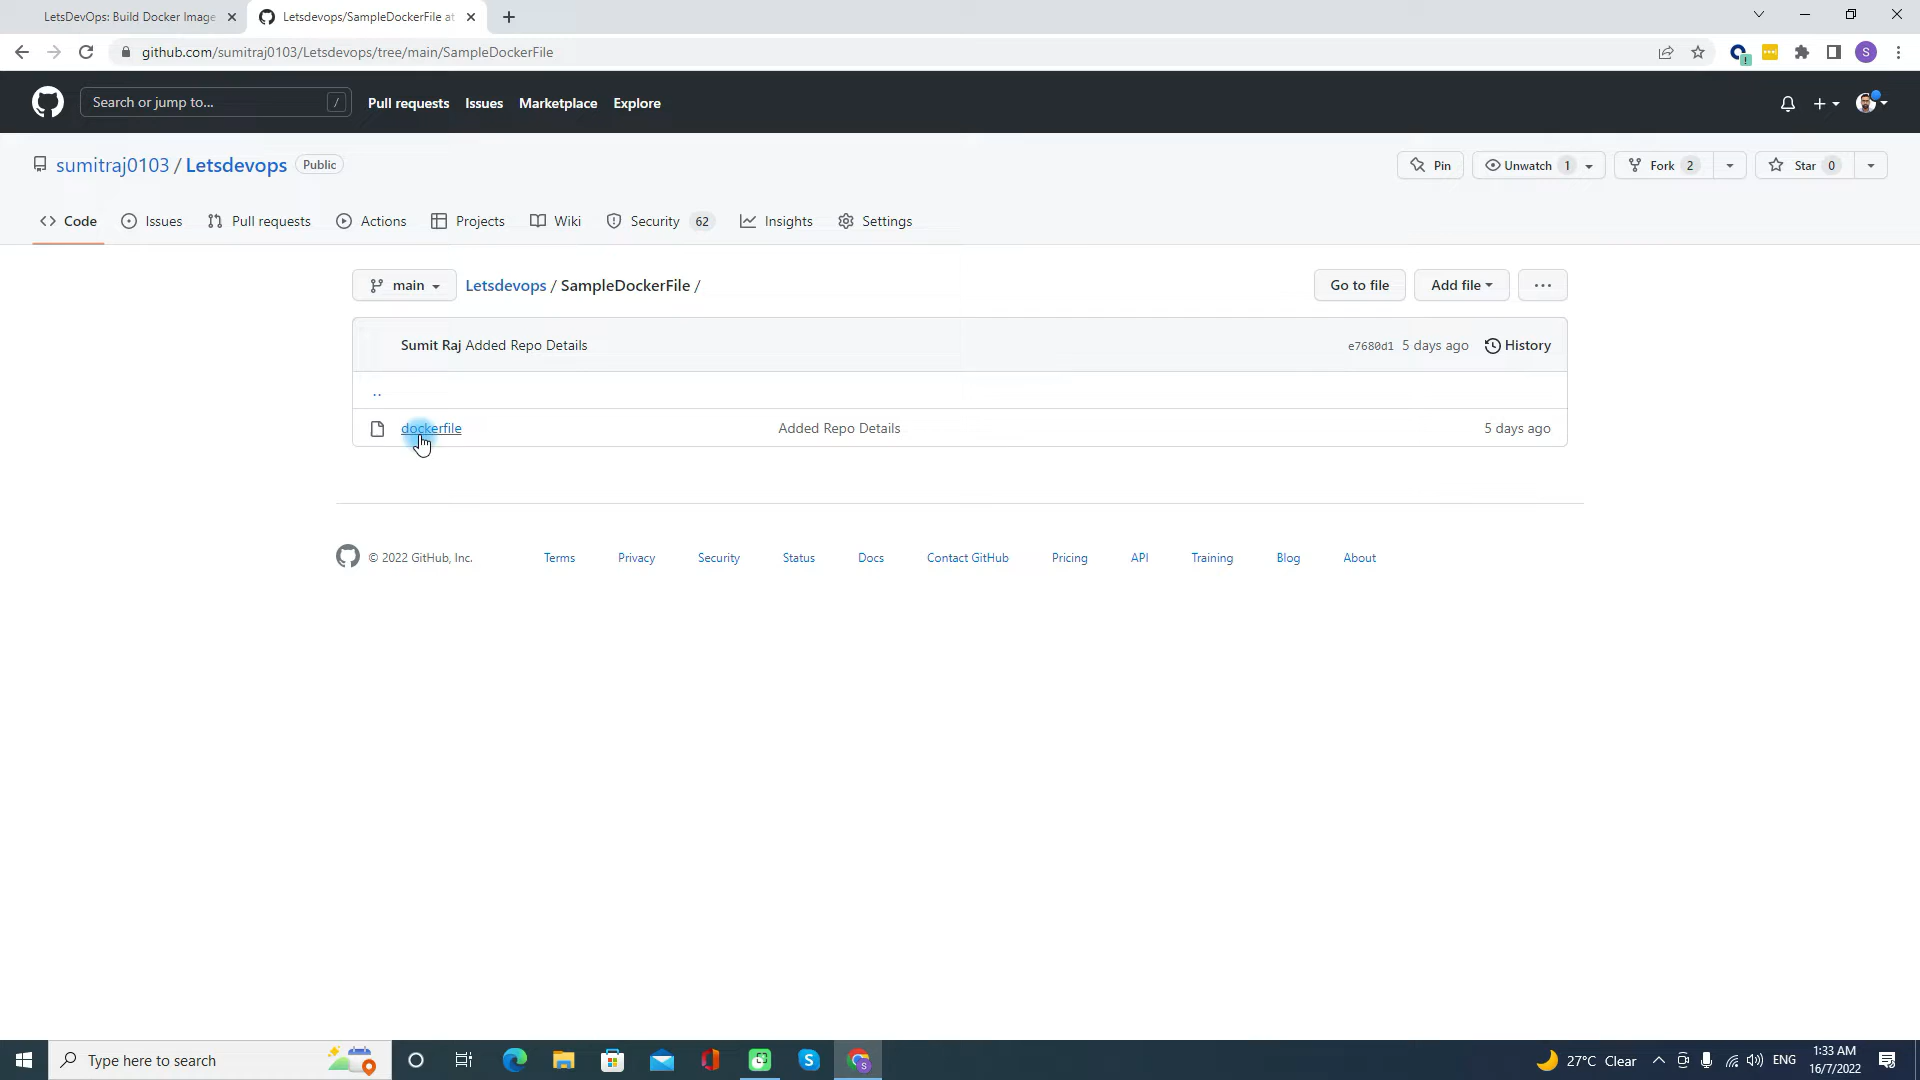 LetsDevOps: Build Docker Image
Letsdevops/SampleDockerFile at
github.com/sumitraj0103/Letsdevops/tree/main/SampleDockerFile
S
Search or jump to... /
Pull requests Issues Marketplace Explore
sumitraj0103 / Letsdevops Public
Pin Unwatch 1 Fork 2 Star 0
Code Issues Pull requests Actions Projects Wiki Security 62 Insights Settings
main Letsdevops / SampleDockerFile / Go to file Add file ...
Sumit Raj Added Repo Details e7680d1 5 days ago History
..
dockerfile Added Repo Details 5 days ago
© 2022 GitHub, Inc. Terms Privacy Security Status Docs Contact GitHub Pricing API Training Blog About
Type here to search
27°C Clear ENG
1:33 AM
16/7/2022